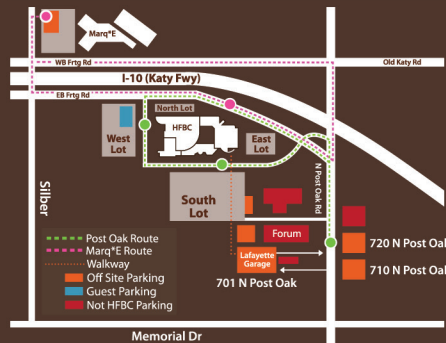 Marq*E
WB Frtg Rd
Old Katy Rd
I-10 (Katy Fwy)
EB Frtg Rd
North Lot
HFBC
West
Lot
East
Lot
N Post Oak Rd
Silber
South
Lot
Post Oak Route
Marq*E Route
Walkway
Off Site Parking
Guest Parking
Not HFBC Parking
Forum
Lafayette
Garage
701 N Post Oak
720 N Post Oak
710 N Post Oak
Memorial Dr